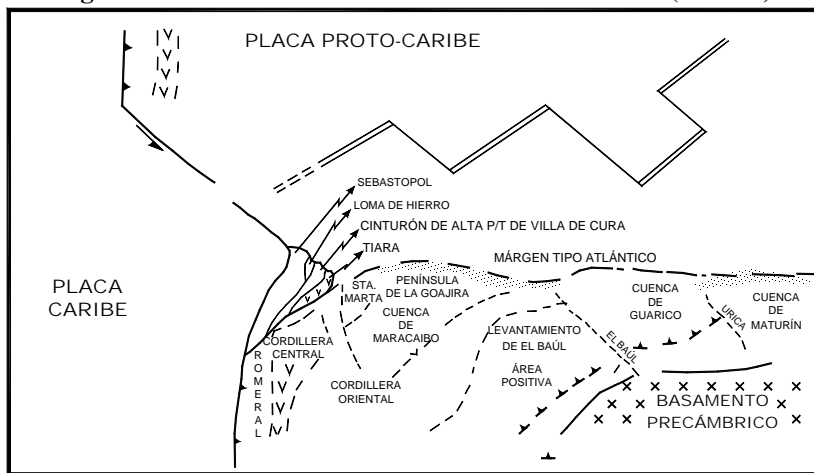 PLACA PROTO-CARIBE
SEBASTOPOL
LOMA DE HIERRO
CINTURÓN DE ALTA P/T DE VILLA DE CURA
TIARA
MÁRGEN TIPO ATLÁNTICO
PLACA
CARIBE
STA.
MARTA
PENÍNSULA
DE LA GOAJIRA
CUENCA
DE
MARACAIBO
CUENCA
DE
GUARICO
URICA
CUENCA
DE
MATURÍN
CORDILLERA
CENTRAL
ROMERAL
CORDILLERA
ORIENTAL
LEVANTAMIENTO
DE EL BAÚL
EL BAÚL
ÁREA
POSITIVA
BASAMENTO
PRECÁMBRICO